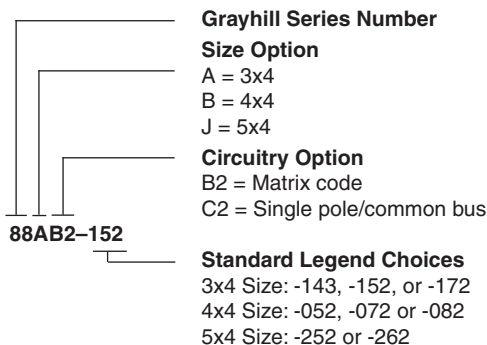 Grayhill Series Number
Size Option
A = 3x4
B = 4x4
J = 5x4
Circuitry Option
B2 = Matrix code
C2 = Single pole/common bus
88AB2–152
Standard Legend Choices
3x4 Size: -143, -152, or -172
4x4 Size: -052, -072 or -082
5x4 Size: -252 or -262